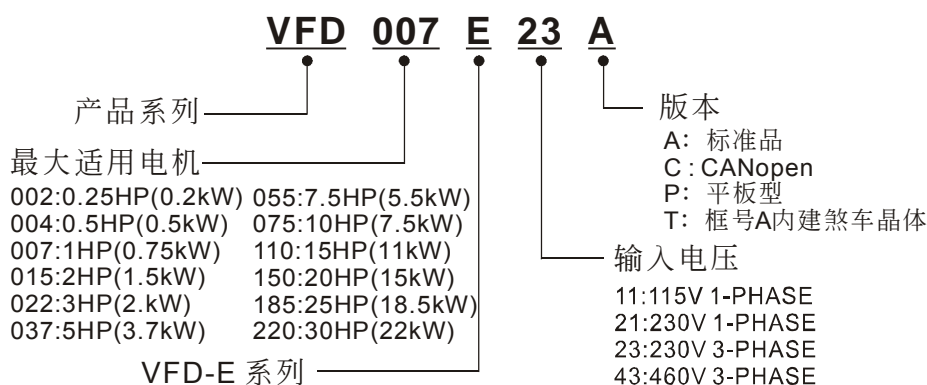 VFD 007 E 23 A
产品系列
最大适用电机
002:0.25HP(0.2kW) 055:7.5HP(5.5kW)
004:0.5HP(0.5kW) 075:10HP(7.5kW)
007:1HP(0.75kW) 110:15HP(11kW)
015:2HP(1.5kW) 150:20HP(15kW)
022:3HP(2.kW) 185:25HP(18.5kW)
037:5HP(3.7kW) 220:30HP(22kW)
VFD-E 系列
版本
A: 标准品
C : CANopen
P: 平板型
T: 框号A内建煞车晶体
输入电压
11:115V 1-PHASE
21:230V 1-PHASE
23:230V 3-PHASE
43:460V 3-PHASE